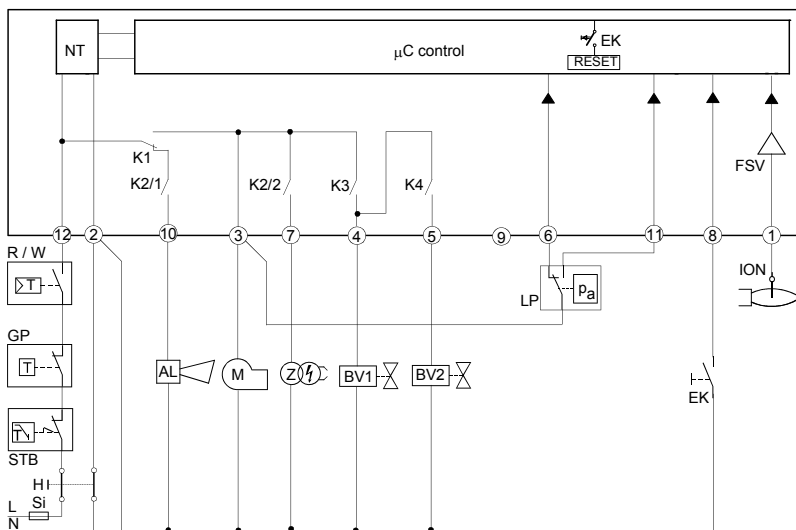 NT
μC control
EK
RESET
K1
K2/1
K2/2
K3
K4
FSV
12
2
10
3
7
4
5
9
6
11
8
1
R / W
T
GP
T
STB
T
H
L
Si
N
AL
M
Z
BV1
BV2
LP
pa
EK
ION